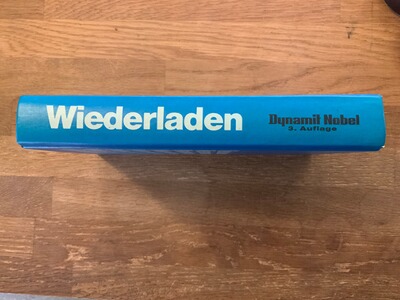 Wiederladen
Dynamit Nobel
3. Auflage